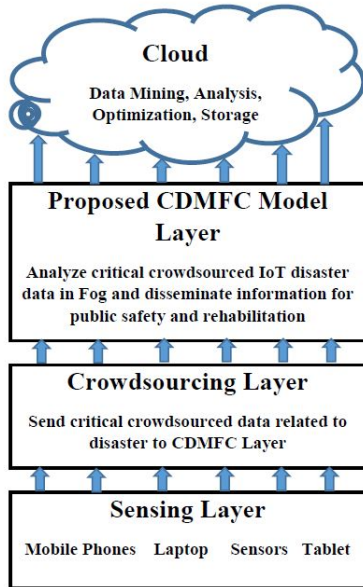 Cloud
Data Mining, Analysis,
Optimization, Storage
Proposed CDMFC Model
Layer
Analyze critical crowdsourced IoT disaster
data in Fog and disseminate information for
public safety and rehabilitation
Crowdsourcing Layer
Send critical crowdsourced data related to
disaster to CDMFC Layer
Sensing Layer
Mobile Phones Laptop Sensors Tablet